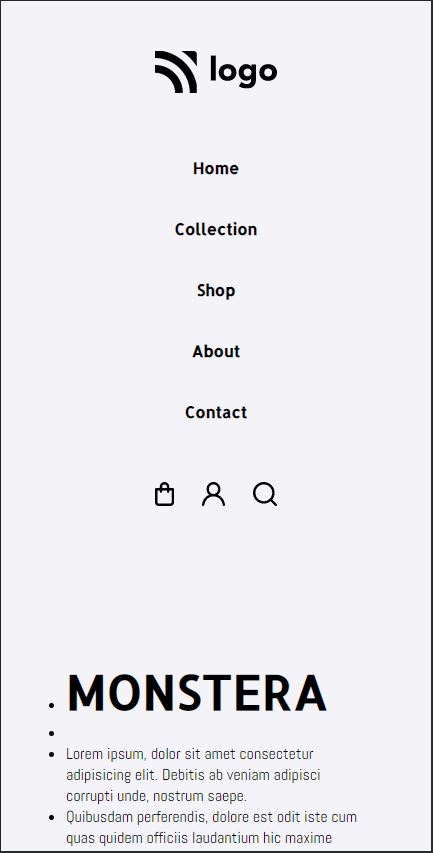 logo
Home
Collection
Shop
About
Contact
MONSTERA
Lorem ipsum, dolor sit amet consectetur
adipisicing elit. Debitis ab veniam adipisci
corrupti unde, nostrum saepe.
Quibusdam perferendis, dolore est odit iste cum
quas quidem officiis laudantium hic maxime